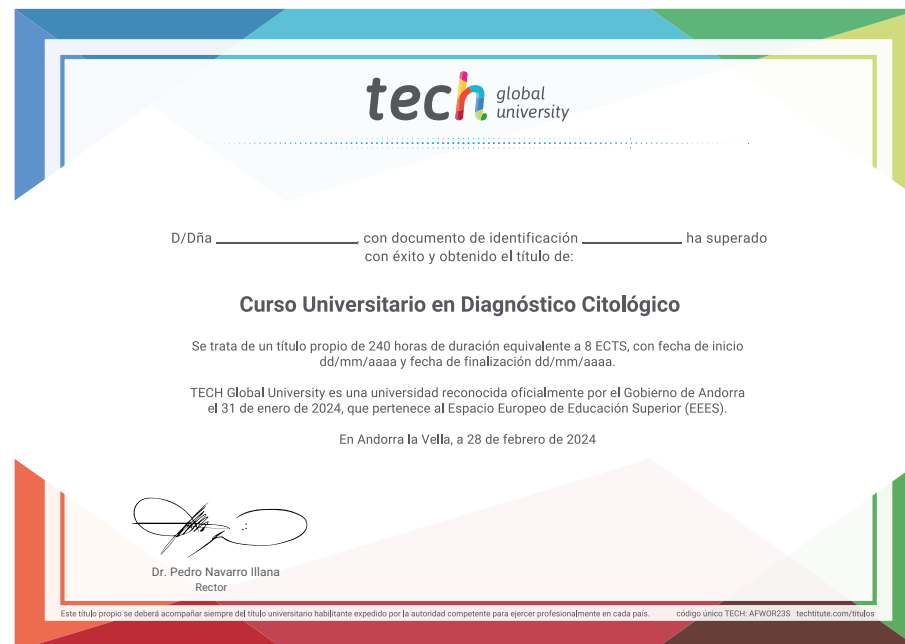 tech global university
D/Dña ________________, con documento de identificación ___________ ha superado
con éxito y obtenido el título de:
Curso Universitario en Diagnóstico Citológico
Se trata de un título propio de 240 horas de duración equivalente a 8 ECTS, con fecha de inicio
dd/mm/aaaa y fecha de finalización dd/mm/aaaa.
TECH Global University es una universidad reconocida oficialmente por el Gobierno de Andorra
el 31 de enero de 2024, que pertenece al Espacio Europeo de Educación Superior (EEES).
En Andorra la Vella, a 28 de febrero de 2024
Dr. Pedro Navarro Illana
Rector
Este título propio se deberá acompañar siempre del título universitario habilitante expedido por la autoridad competente para ejercer profesionalmente en cada país. código único TECH: AFWOR23S techtitute.com/titulos